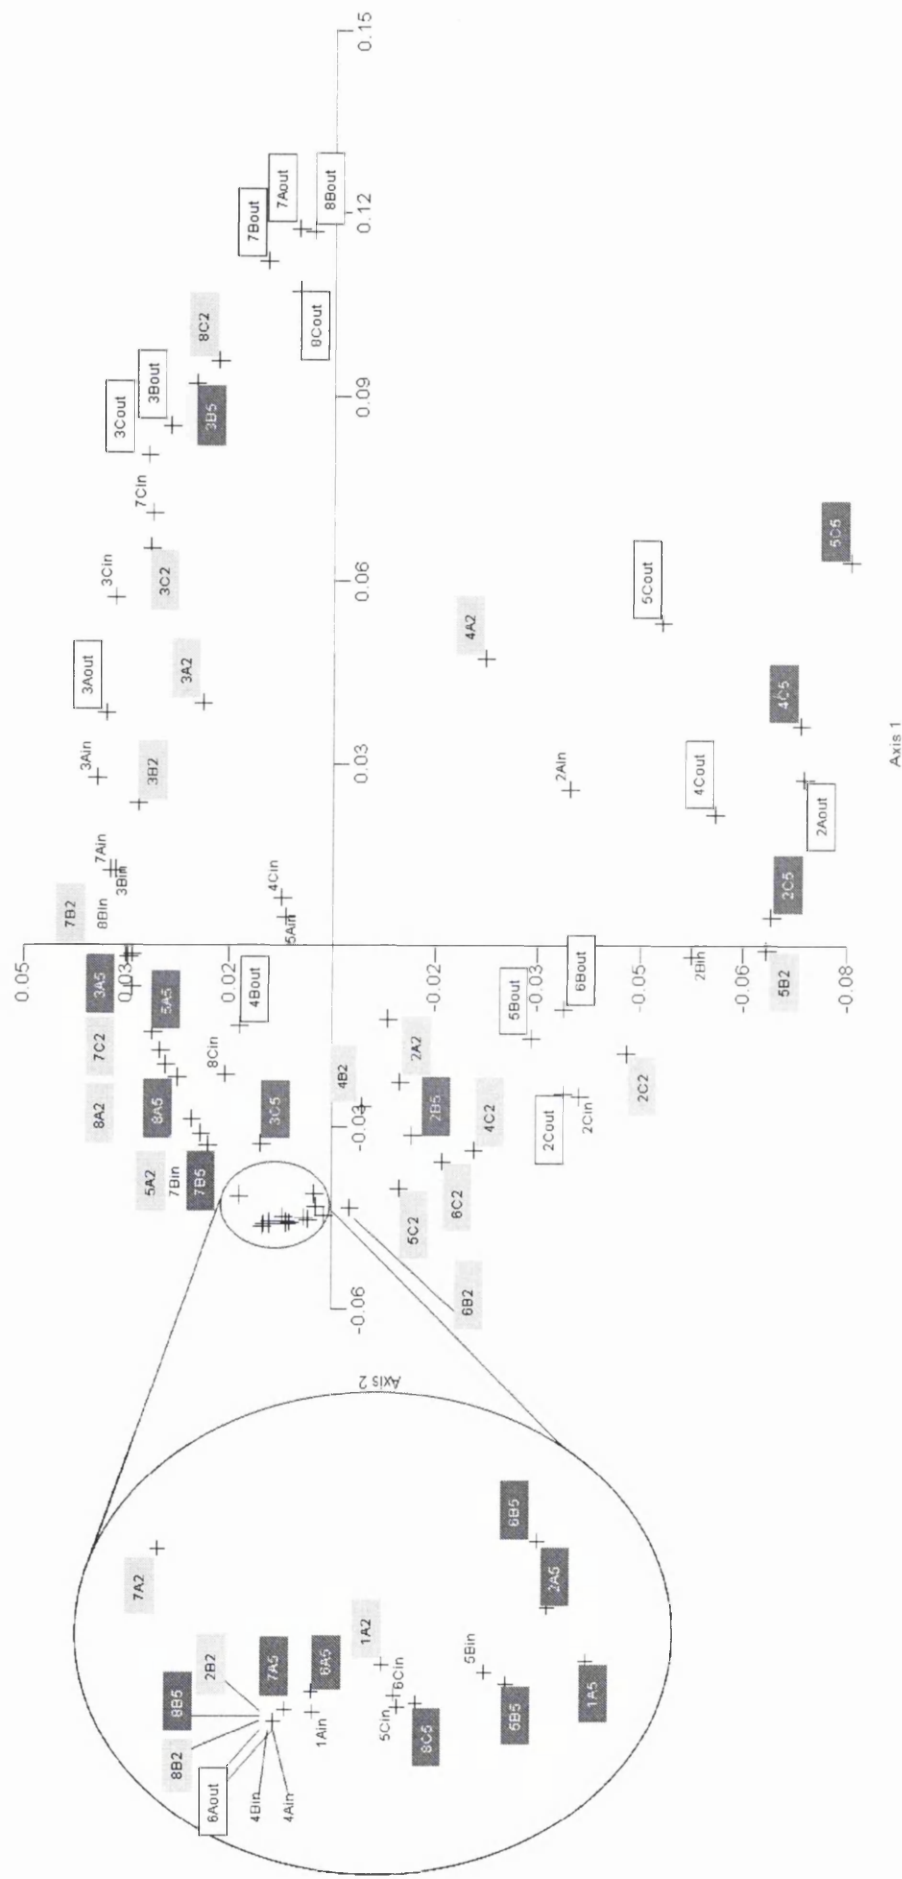 0.15
0.12
0.09
0.06
0.03
-0.03
-0.06
0.05
0.03
0.02
-0.02
-0.03
-0.05
-0.06
-0.08
Axis 1
Axis 2
7Bout
7Aout
8Bout
8Cout
8C2
3Cout
3Bout
3B5
7Cin
3Cin
3C2
3Aout
3A2
3Ain
3B2
7Ain
3Bin
8Bin
7B2
4Cin
5Ain
4A2
5Cout
5C5
4C5
2Ain
4Cout
2Aout
2C5
3A5
5A5
4Bout
7C2
8A2
8A5
8Cin
3C5
5A2
7Bin
7B5
4B2
2A2
2B5
4C2
5C2
6C2
6B2
5Bout
6Bout
2Bin
5B2
2Cout
2Cin
2C2
7A2
2B2
8B5
8B2
6Aout
4Bin
4Ain
7A5
6A5
1Ain
1A2
6Cin
5Cin
8C5
5Bin
5B5
6B5
2A5
1A5